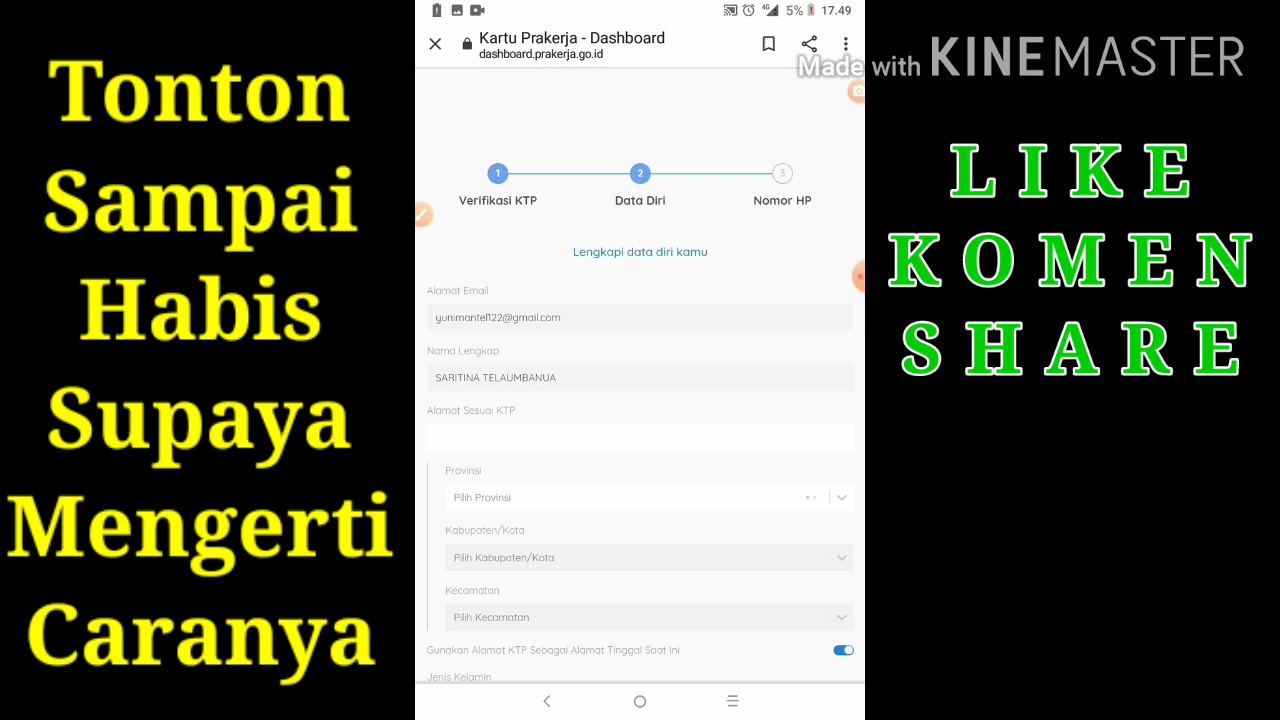 Tonton
Sampai
Habis
Supaya
Mengerti
Caranya
4G 5% 17.49
Kartu Prakerja - Dashboard
dashboard.prakerja.go.id
Made with KINEMASTER
1 2 3
Verifikasi KTP Data Diri Nomor HP
Lengkapi data diri kamu
Alamat Email
yunimantel122@gmail.com
Nama Lengkap
SARITINA TELAUMBANUA
Alamat Sesuai KTP
Provinsi
Pilih Provinsi
Kabupaten/Kota
Pilih Kabupaten/Kota
Kecamatan
Pilih Kecamatan
Gunakan Alamat KTP Sebagai Alamat Tinggal Saat Ini
Jenis Kelamin
LIKE
KOMEN
SHARE